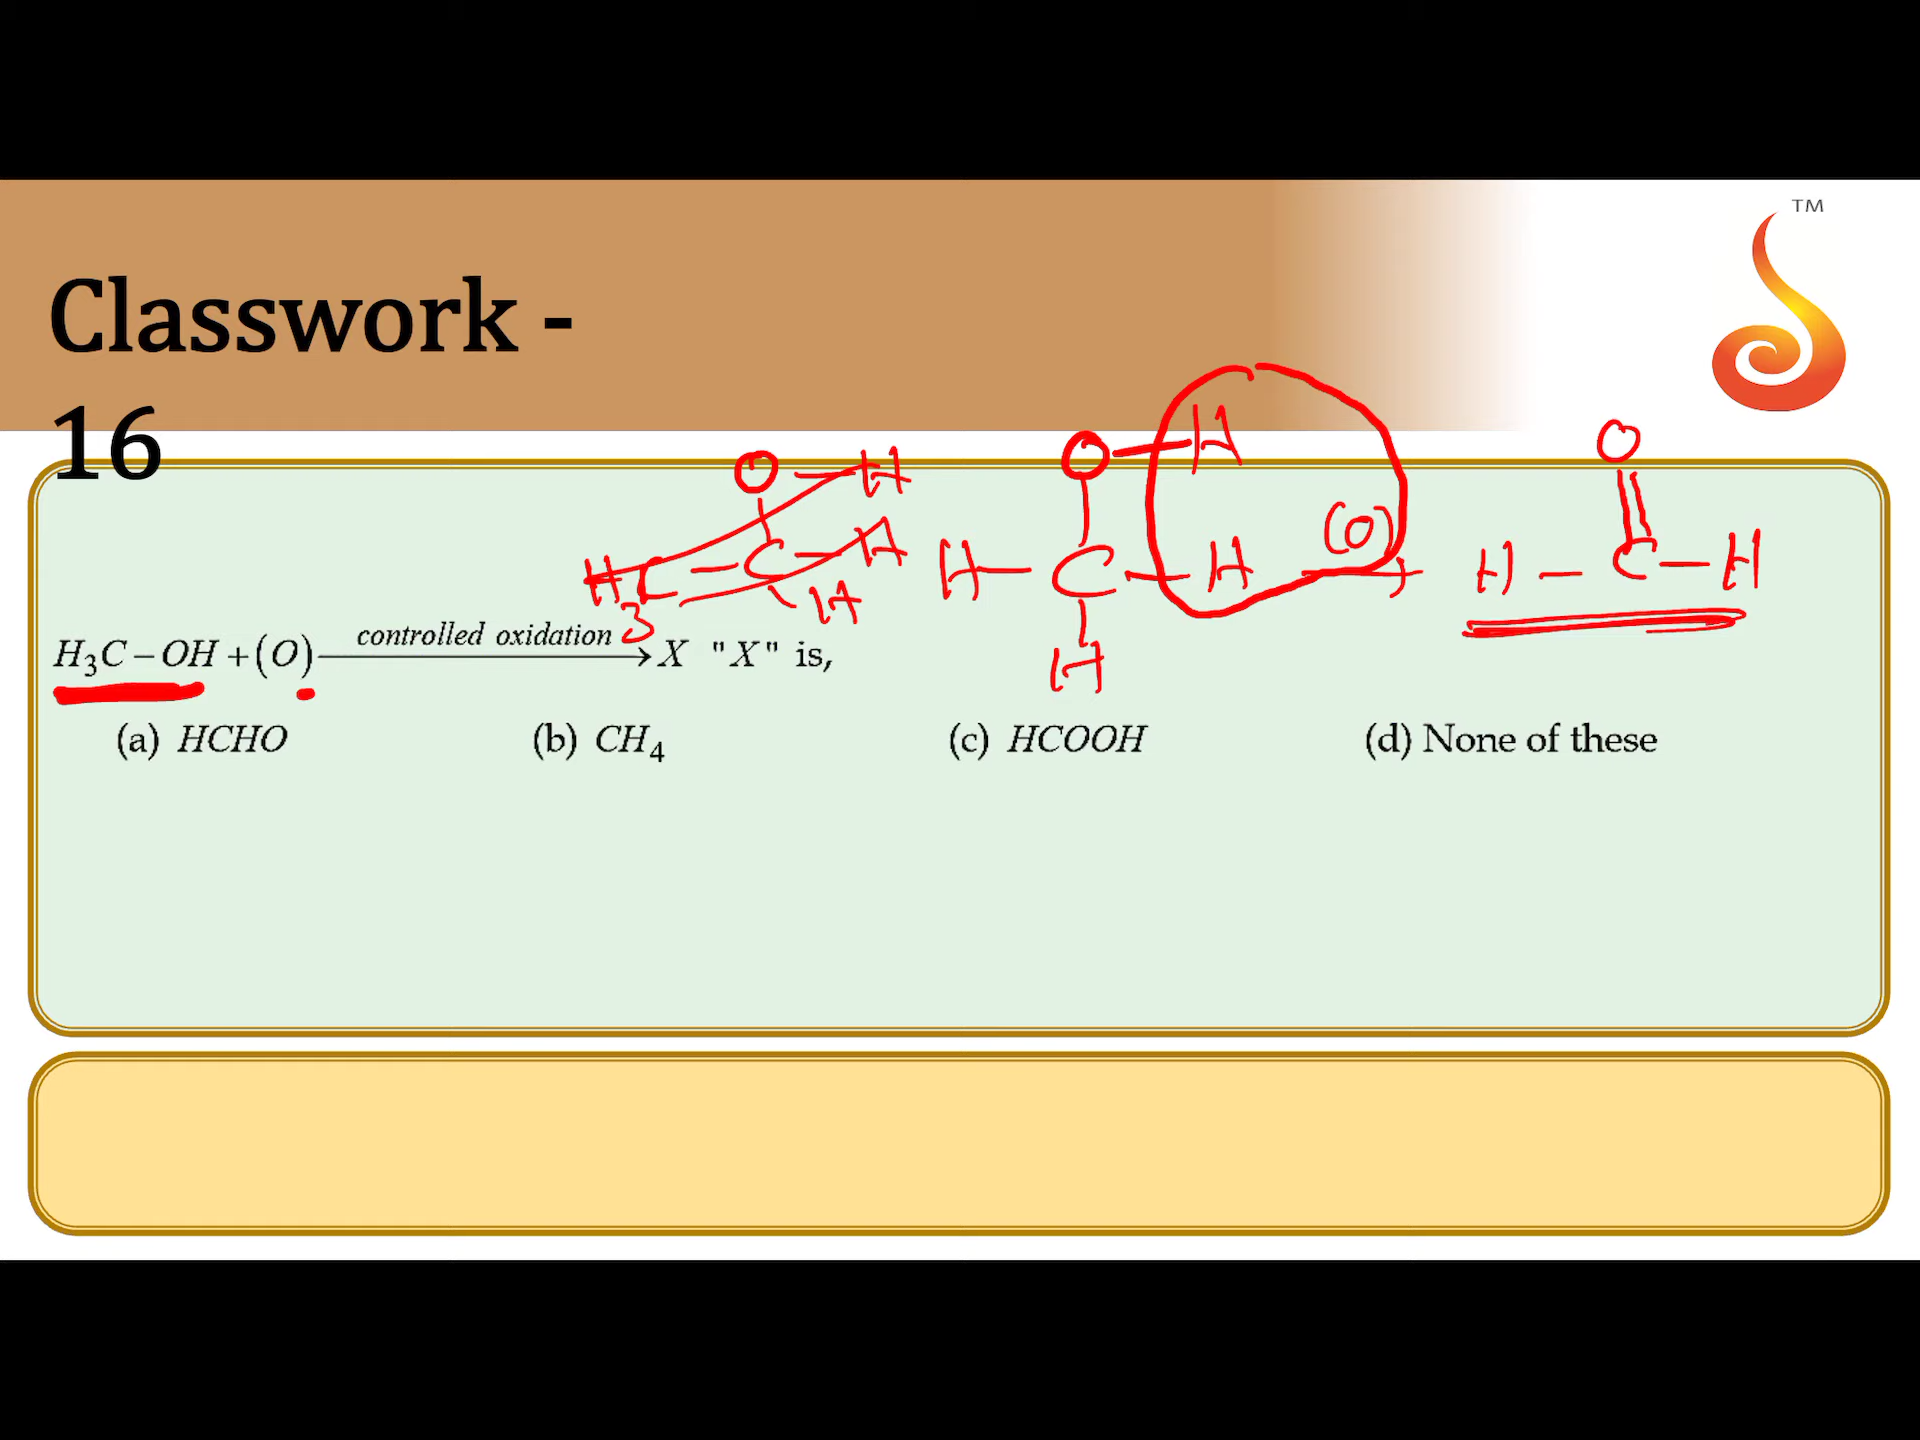 TM
Classwork -
16
O – H
H₃C – C – H
H
O – H
H – C – H
H
(O)
O
H – C – H
H₃C – OH + (O) controlled oxidation → X "X" is,
(a) HCHO (b) CH₄ (c) HCOOH (d) None of these